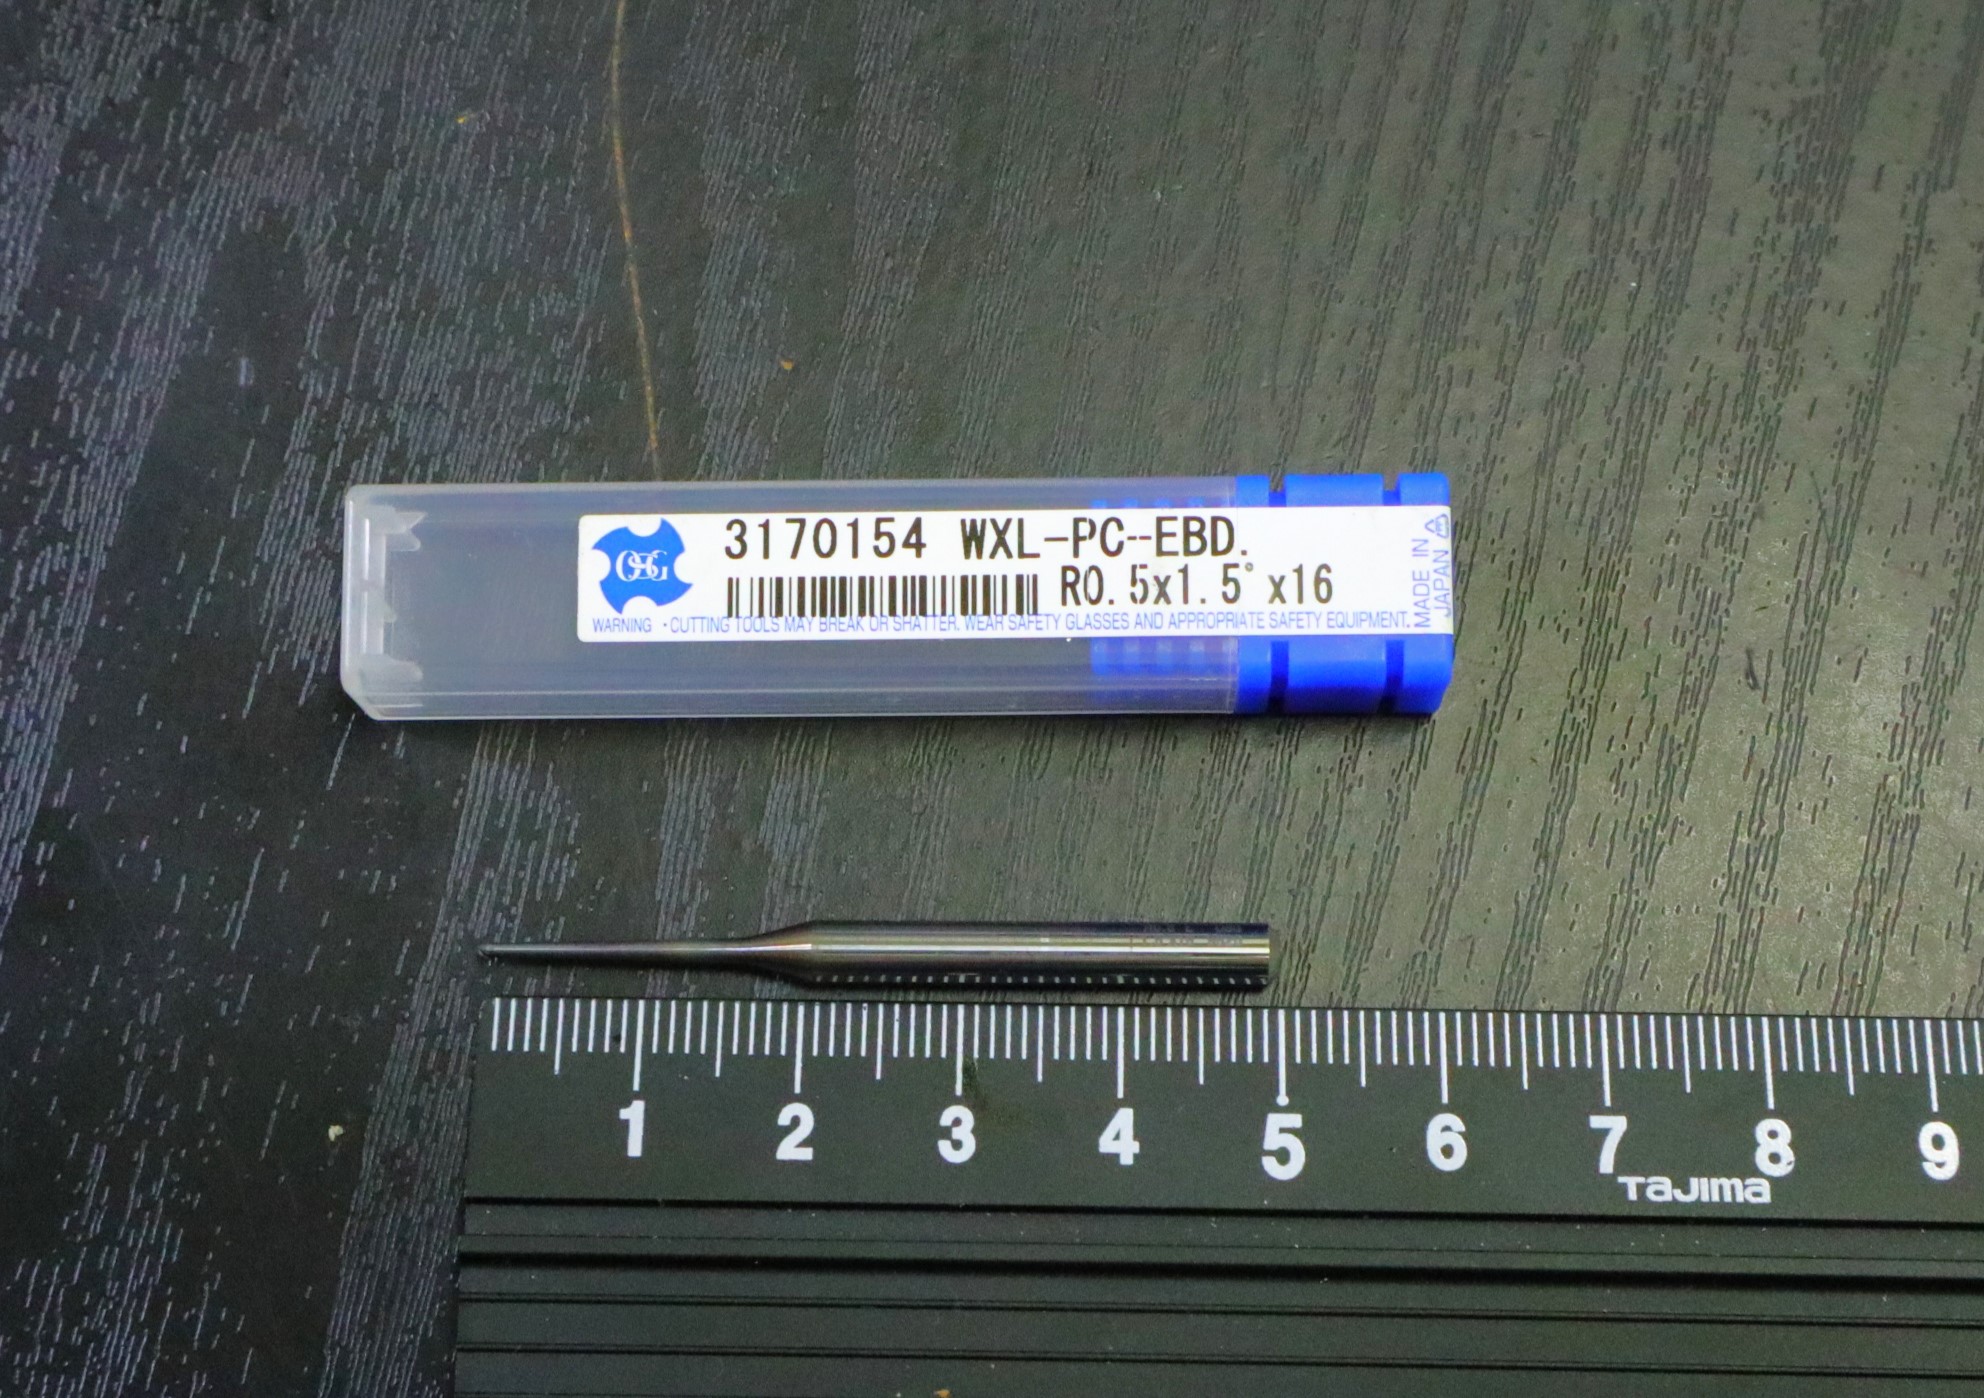 OSG
3170154 WXL-PC-EBD.
R0.5x1.5°x16
WARNING ・CUTTING TOOLS MAY BREAK OR SHATTER. WEAR SAFETY GLASSES AND APPROPRIATE SAFETY EQUIPMENT.
MADE IN
JAPAN
1 2 3 4 5 6 7 8 9
TAJIMA